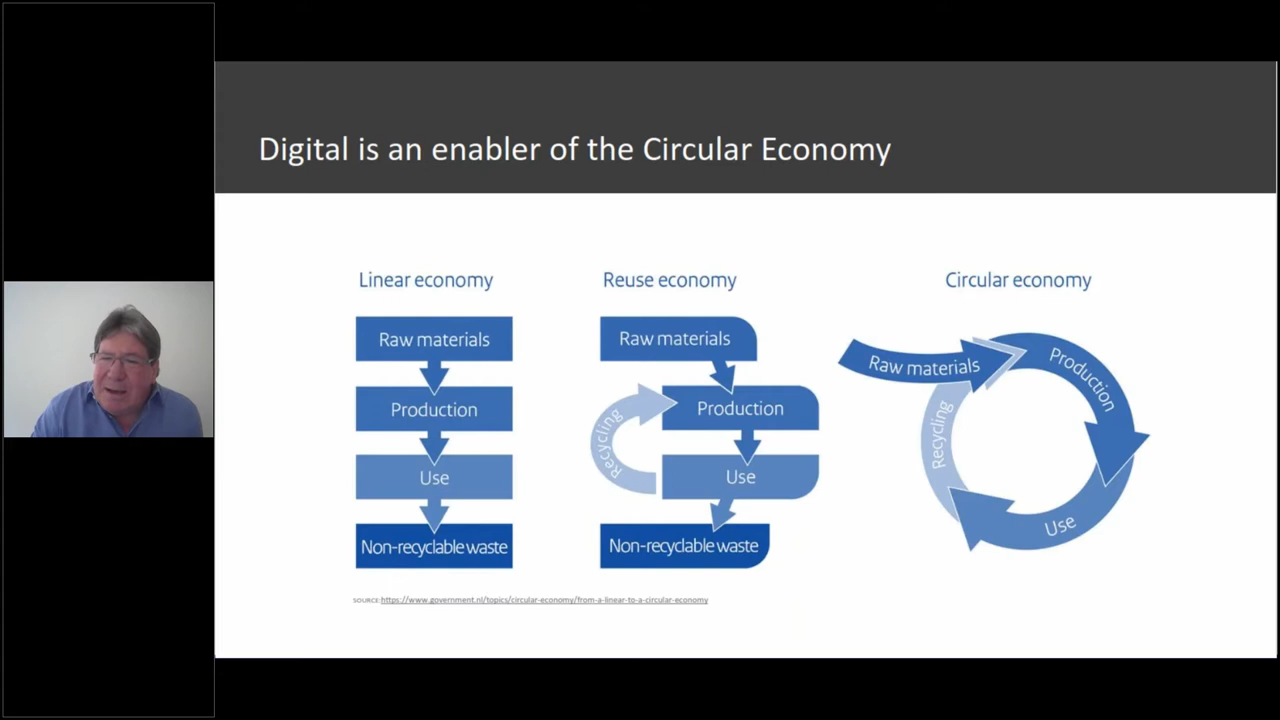 Digital is an enabler of the Circular Economy
Linear economy
Raw materials
Production
Use
Non-recyclable waste
Reuse economy
Raw materials
Production
Recycling
Use
Non-recyclable waste
Circular economy
Raw materials
Production
Use
Recycling
SOURCE:https://www.government.nl/topics/circular-economy/from-a-linear-to-a-circular-economy